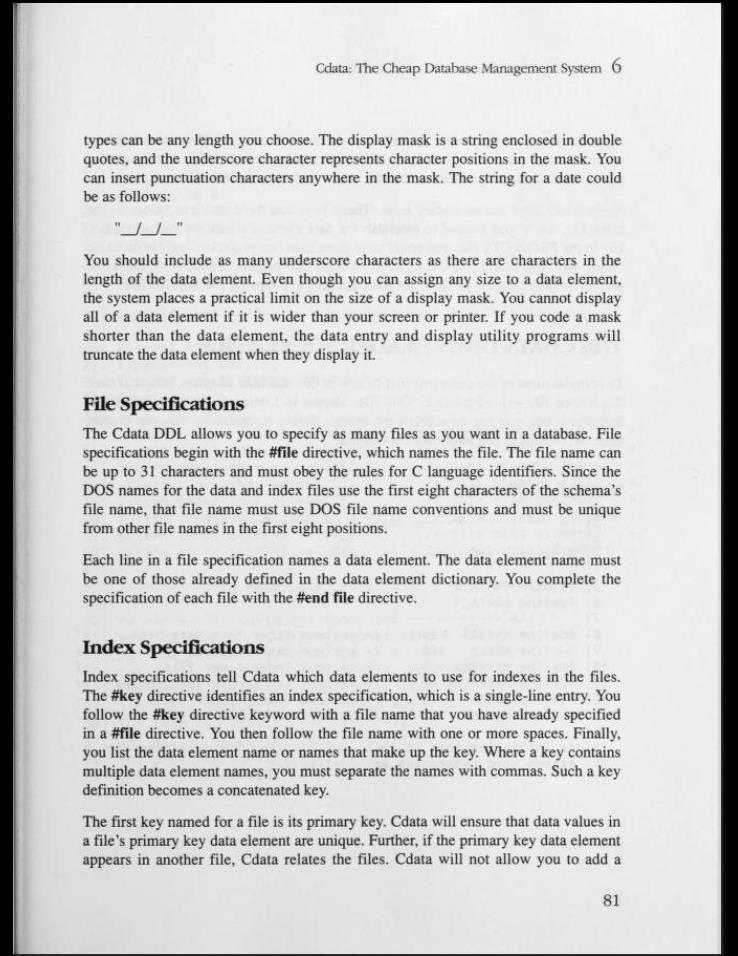 Cdata: The Cheap Database Management System 6
types can be any length you choose. The display mask is a string enclosed in double
quotes, and the underscore character represents character positions in the mask. You
can insert punctuation characters anywhere in the mask. The string for a date could
be as follows:
"__/__/__"
You should include as many underscore characters as there are characters in the
length of the data element. Even though you can assign any size to a data element,
the system places a practical limit on the size of a display mask. You cannot display
all of a data element if it is wider than your screen or printer. If you code a mask
shorter than the data element, the data entry and display utility programs will
truncate the data element when they display it.
File Specifications
The Cdata DDL allows you to specify as many files as you want in a database. File
specifications begin with the #file directive, which names the file. The file name can
be up to 31 characters and must obey the rules for C language identifiers. Since the
DOS names for the data and index files use the first eight characters of the schema's
file name, that file name must use DOS file name conventions and must be unique
from other file names in the first eight positions.
Each line in a file specification names a data element. The data element name must
be one of those already defined in the data element dictionary. You complete the
specification of each file with the #end file directive.
Index Specifications
Index specifications tell Cdata which data elements to use for indexes in the files.
The #key directive identifies an index specification, which is a single-line entry. You
follow the #key directive keyword with a file name that you have already specified
in a #file directive. You then follow the file name with one or more spaces. Finally,
you list the data element name or names that make up the key. Where a key contains
multiple data element names, you must separate the names with commas. Such a key
definition becomes a concatenated key.
The first key named for a file is its primary key. Cdata will ensure that data values in
a file's primary key data element are unique. Further, if the primary key data element
appears in another file, Cdata relates the files. Cdata will not allow you to add a
81